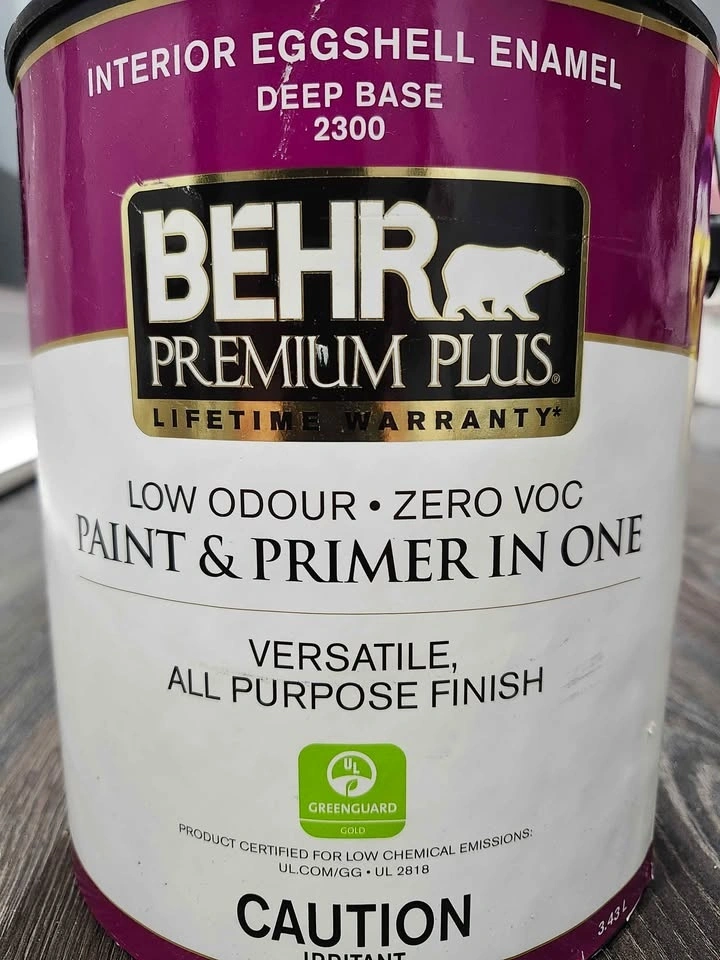 INTERIOR EGGSHELL ENAMEL
DEEP BASE
2300
BEHR
PREMIUM PLUS®
LIFETIME WARRANTY*
LOW ODOUR • ZERO VOC
PAINT & PRIMER IN ONE
VERSATILE,
ALL PURPOSE FINISH
UL
GREENGUARD
GOLD
PRODUCT CERTIFIED FOR LOW CHEMICAL EMISSIONS:
UL.COM/GG • UL 2818
CAUTION
IRRITANT
3.43 L